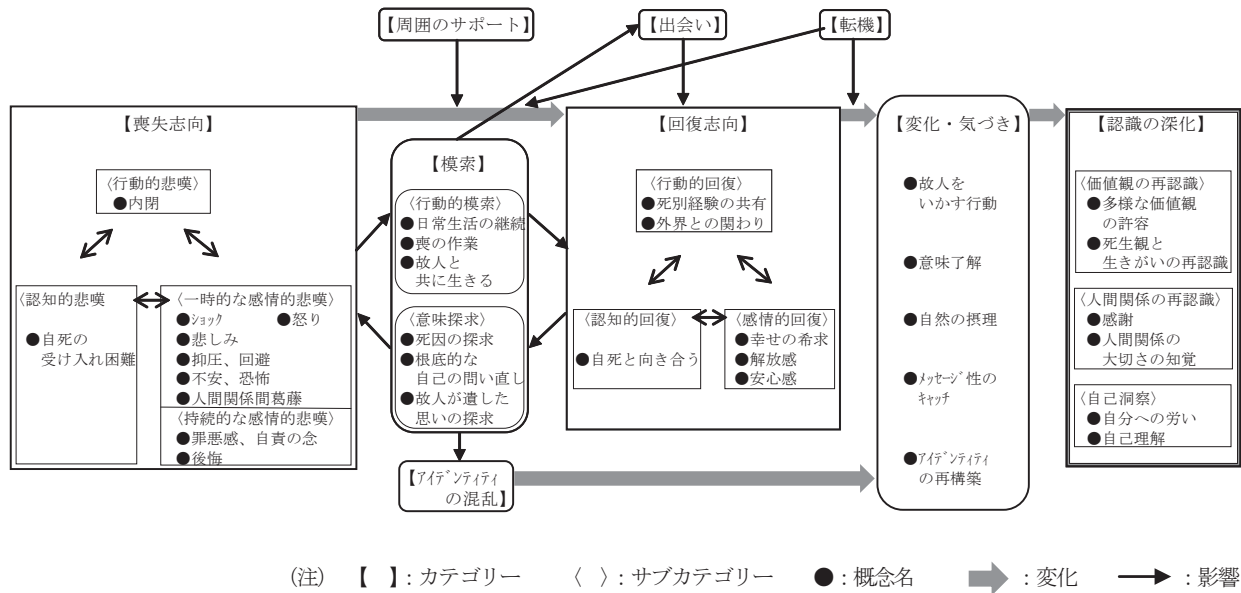 【周囲のサポート】
【出会い】
【転機】
【喪失志向】
〈行動的悲嘆〉
●内閉
〈認知的悲嘆
●自死の
受け入れ困難
〈一時的な感情的悲嘆〉
●ショック ●怒り
●悲しみ
●抑圧、回避
●不安、恐怖
●人間関係間葛藤
〈持続的な感情的悲嘆〉
●罪悪感、自責の念
●後悔
【模索】
〈行動的模索〉
●日常生活の継続
●喪の作業
●故人と
共に生きる
〈意味探求〉
●死因の探求
●根底的な
自己の問い直し
●故人が遺した
思いの探求
【アイデンティティ
の混乱】
【回復志向】
〈行動的回復〉
●死別経験の共有
●外界との関わり
〈認知的回復〉
●自死と向き合う
〈感情的回復〉
●幸せの希求
●解放感
●安心感
【変化・気づき】
●故人を
いかす行動
●意味了解
●自然の摂理
●メッセージ性の
キャッチ
●アイデンティティ
の再構築
【認識の深化】
〈価値観の再認識〉
●多様な価値観
の許容
●死生観と
生きがいの再認識
〈人間関係の再認識〉
●感謝
●人間関係の
大切さの知覚
〈自己洞察〉
●自分への労い
●自己理解
(注) 【 】：カテゴリー 〈 〉：サブカテゴリー ●：概念名 ：変化 ：影響